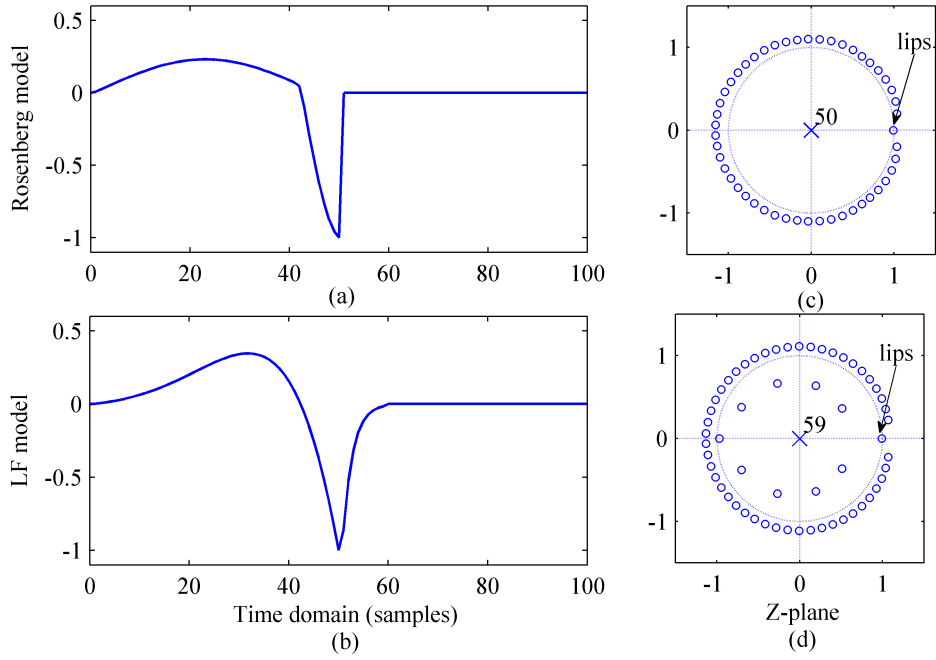 Rosenberg model
0.5
0
-0.5
-1
0 20 40 60 80 100
(a)
LF model
0.5
0
-0.5
-1
0 20 40 60 80 100
Time domain (samples)
(b)
lips
50
1
0
-1
-1 0 1
(c)
lips
59
1
0
-1
-1 0 1
Z-plane
(d)